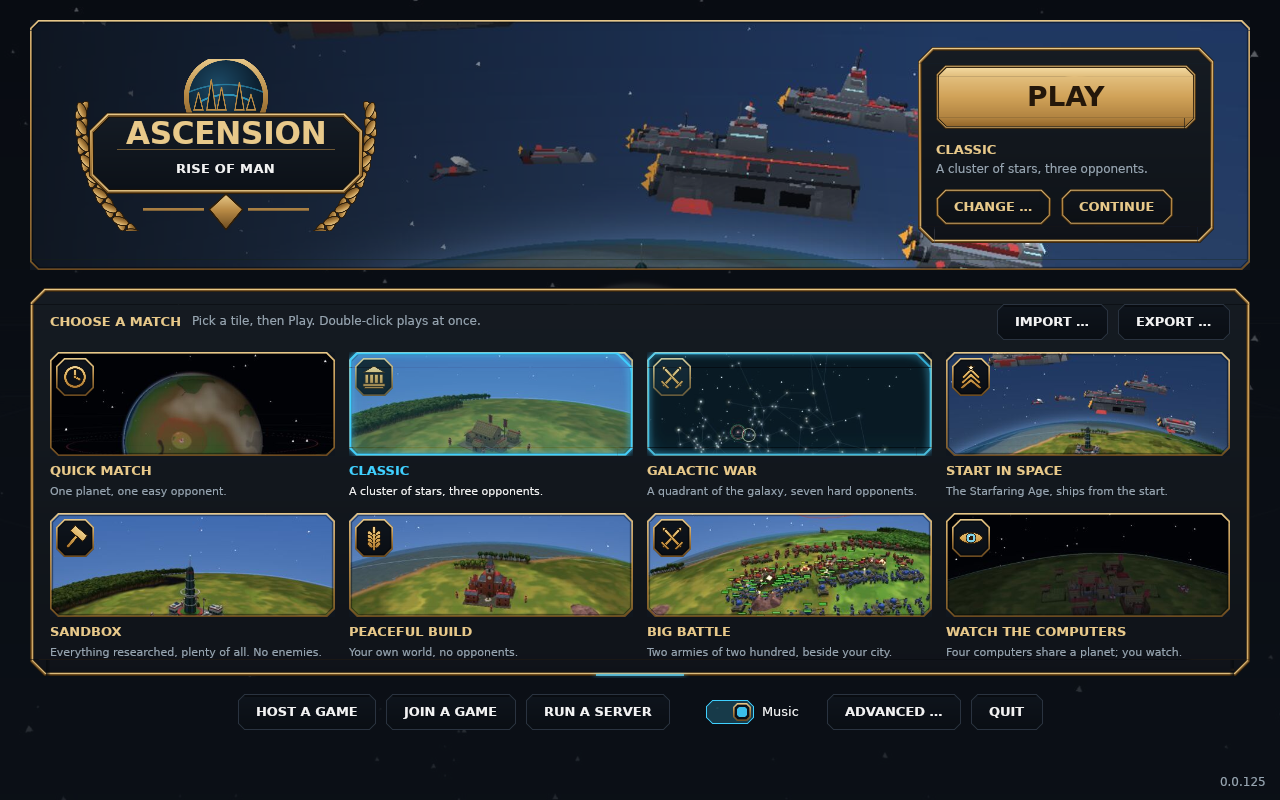 ASCENSION
RISE OF MAN
PLAY
CLASSIC
A cluster of stars, three opponents.
CHANGE ...
CONTINUE
CHOOSE A MATCH
Pick a tile, then Play. Double-click plays at once.
IMPORT ...
EXPORT ...
QUICK MATCH
One planet, one easy opponent.
CLASSIC
A cluster of stars, three opponents.
GALACTIC WAR
A quadrant of the galaxy, seven hard opponents.
START IN SPACE
The Starfaring Age, ships from the start.
SANDBOX
Everything researched, plenty of all. No enemies.
PEACEFUL BUILD
Your own world, no opponents.
BIG BATTLE
Two armies of two hundred, beside your city.
WATCH THE COMPUTERS
Four computers share a planet; you watch.
HOST A GAME
JOIN A GAME
RUN A SERVER
Music
ADVANCED ...
QUIT
0.0.125